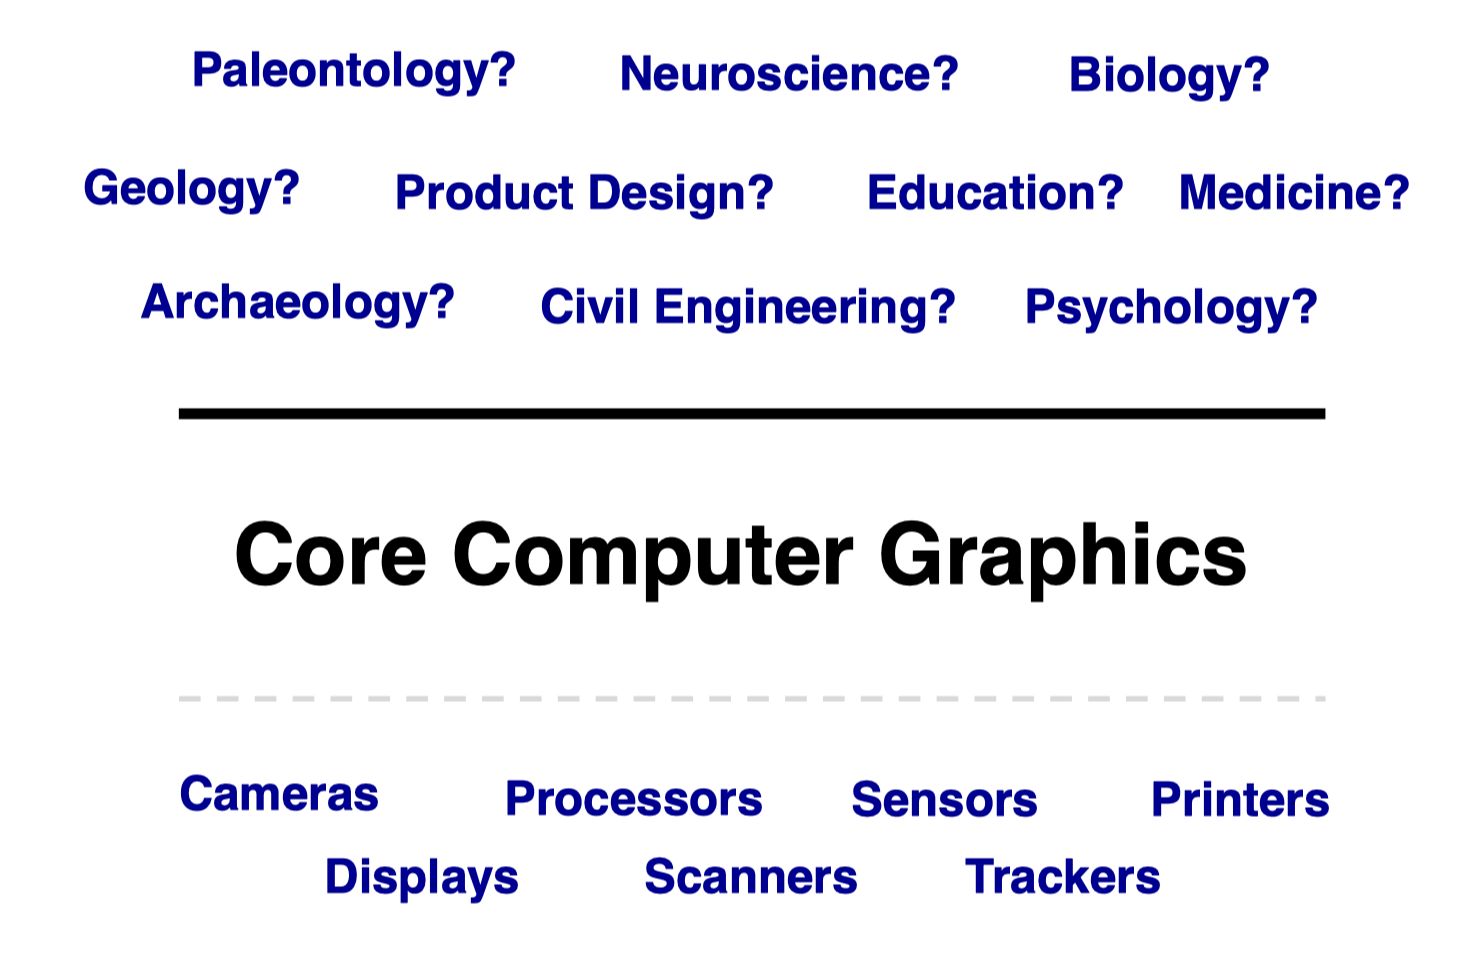 Paleontology? Neuroscience? Biology?
Geology? Product Design? Education? Medicine?
Archaeology? Civil Engineering? Psychology?
Core Computer Graphics
Cameras Processors Sensors Printers
Displays Scanners Trackers